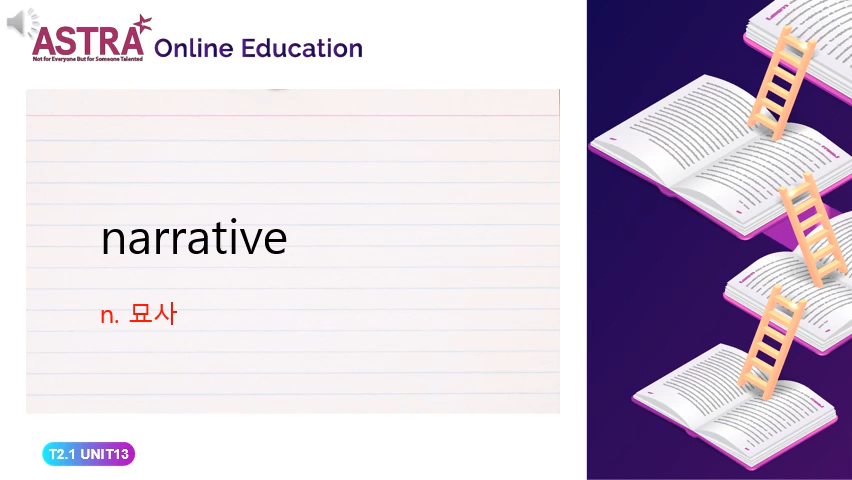 ASTRA Online Education
Not for Everyone But for Someone Talented
narrative
n. 묘사
T2.1 UNIT13